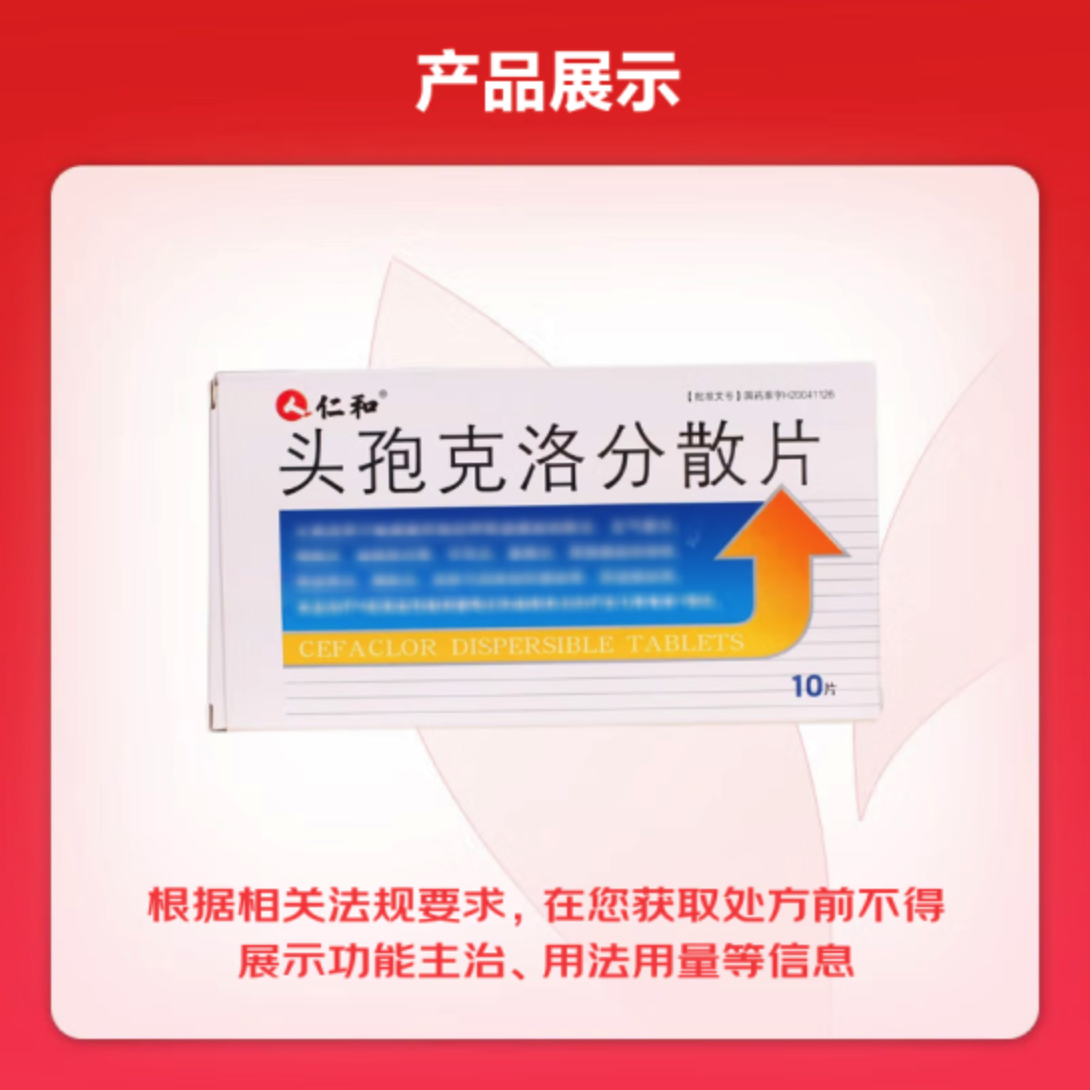 产品展示
仁和®
【批准文号】国药准字H20041126
头孢克洛分散片
CEFACLOR DISPERSIBLE TABLETS
10片
根据相关法规要求，在您获取处方前不得
展示功能主治、用法用量等信息